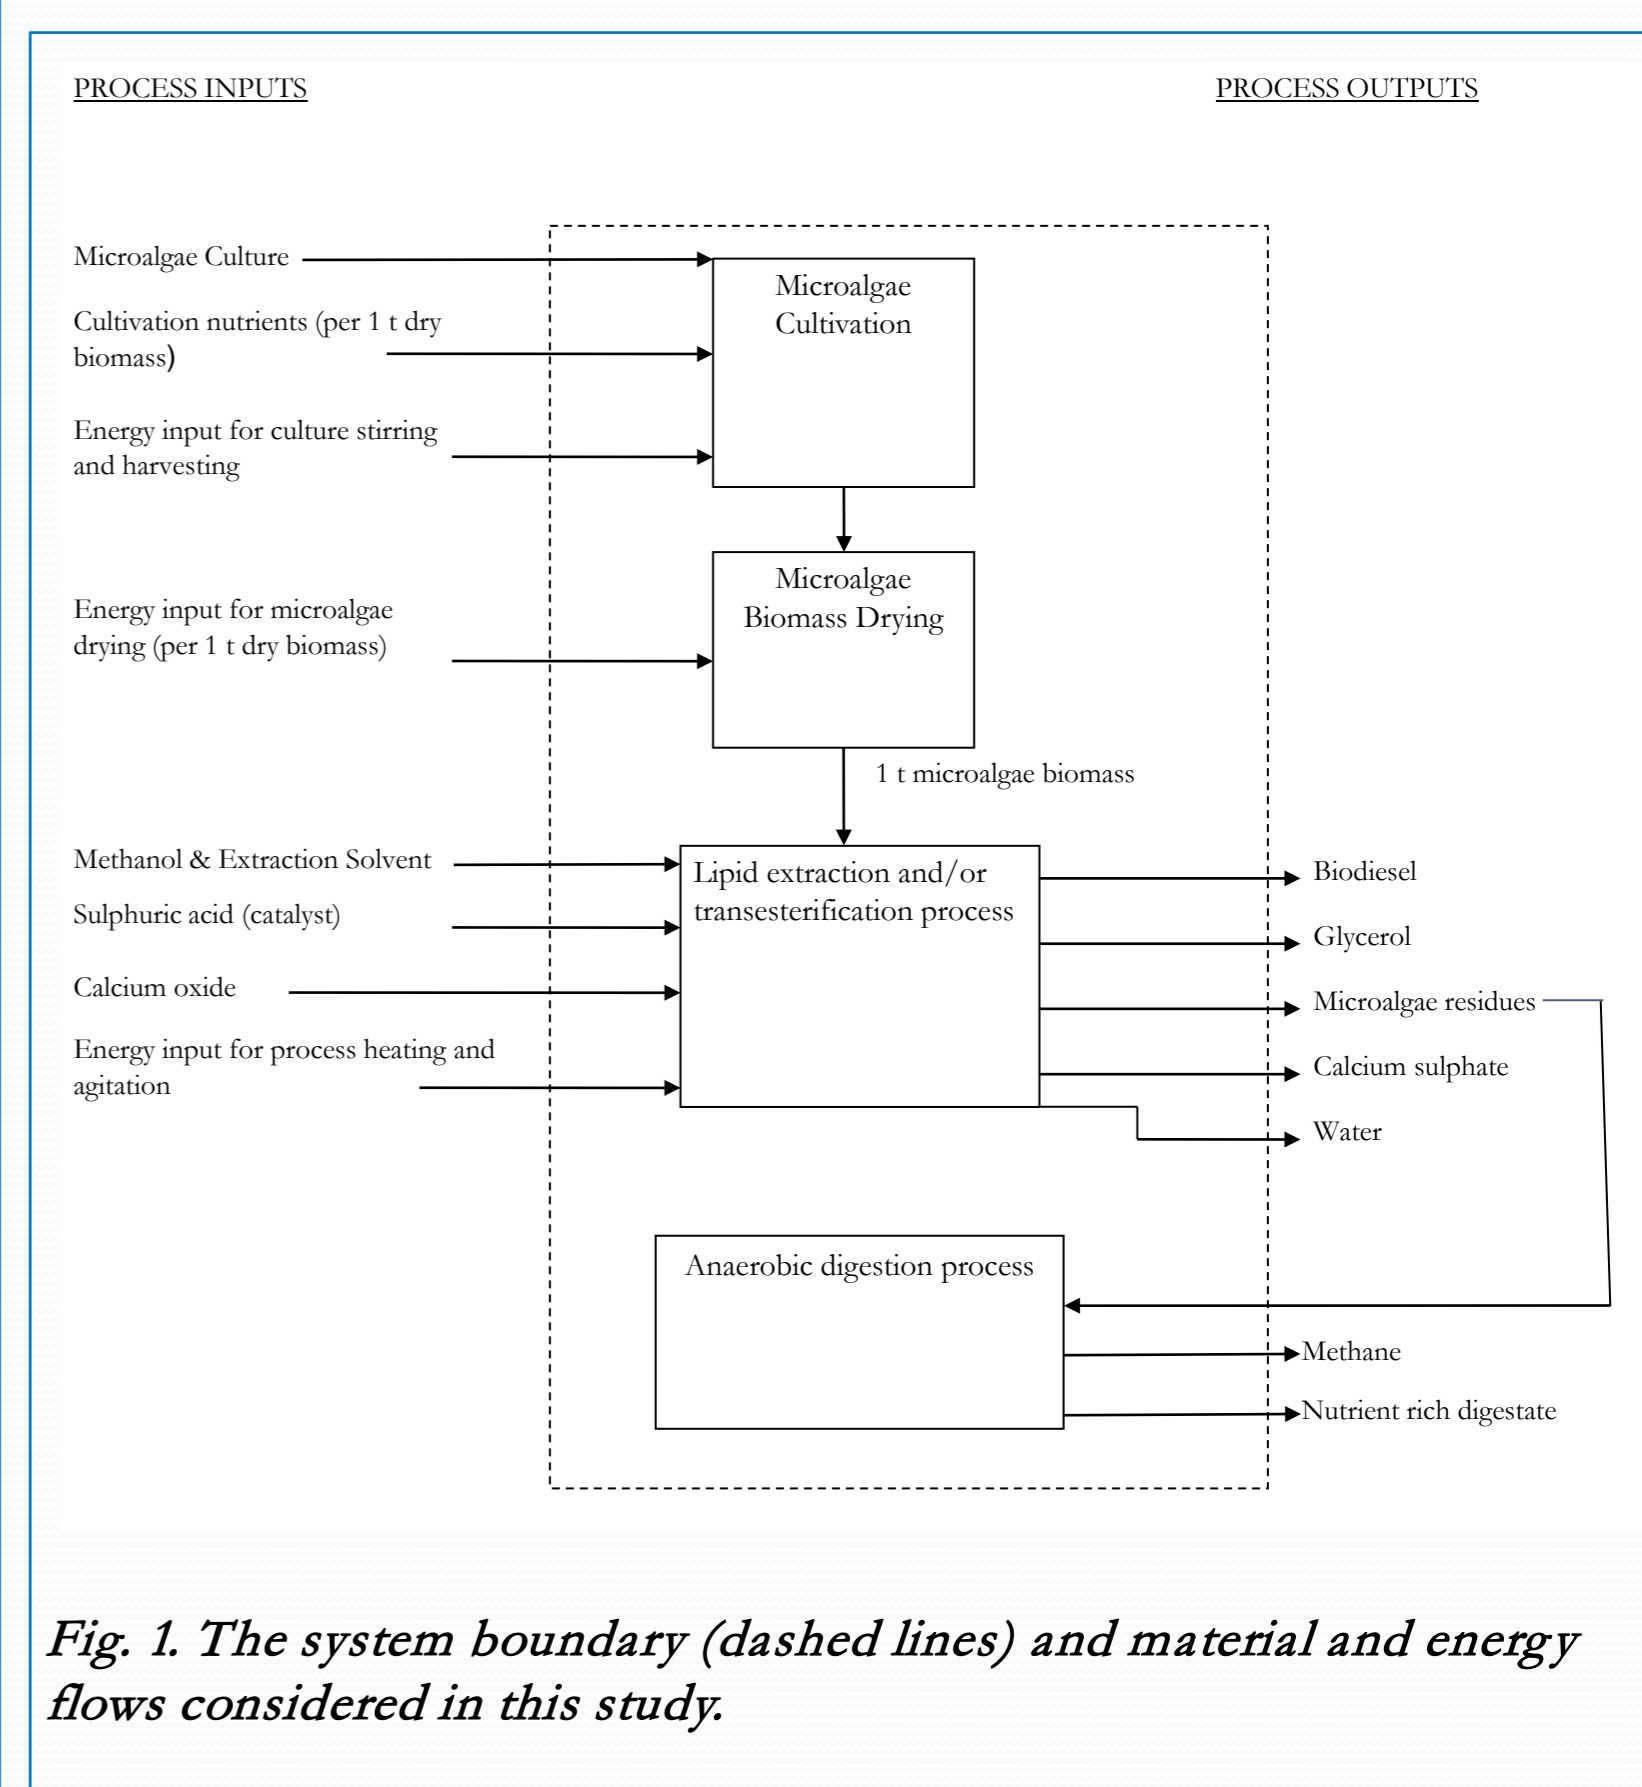 PROCESS INPUTS
PROCESS OUTPUTS
Microalgae Culture
Cultivation nutrients (per 1 t dry
biomass)
Energy input for culture stirring
and harvesting
Microalgae
Cultivation
Energy input for microalgae
drying (per 1 t dry biomass)
Microalgae
Biomass Drying
1 t microalgae biomass
Methanol & Extraction Solvent
Sulphuric acid (catalyst)
Calcium oxide
Energy input for process heating and
agitation
Lipid extraction and/or
transesterification process
Biodiesel
Glycerol
Microalgae residues
Calcium sulphate
Water
Anaerobic digestion process
Methane
Nutrient rich digestate
Fig. 1. The system boundary (dashed lines) and material and energy
flows considered in this study.